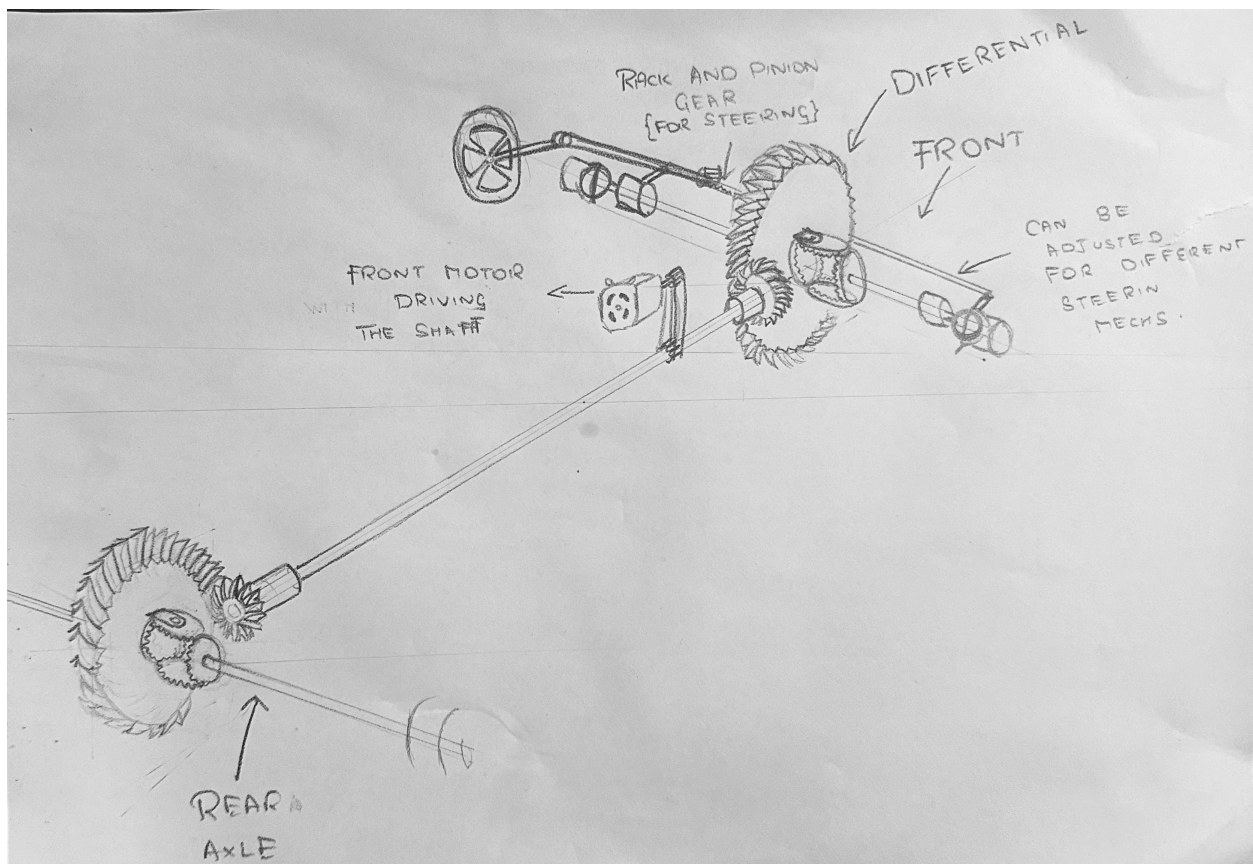 RACK AND PINION
GEAR
{FOR STEERING}
DIFFERENTIAL
FRONT
CAN BE
ADJUSTED
FOR DIFFERENT
STEERIN
MECHS.
FRONT MOTOR
WITH DRIVING
THE SHAFT
REAR
AXLE